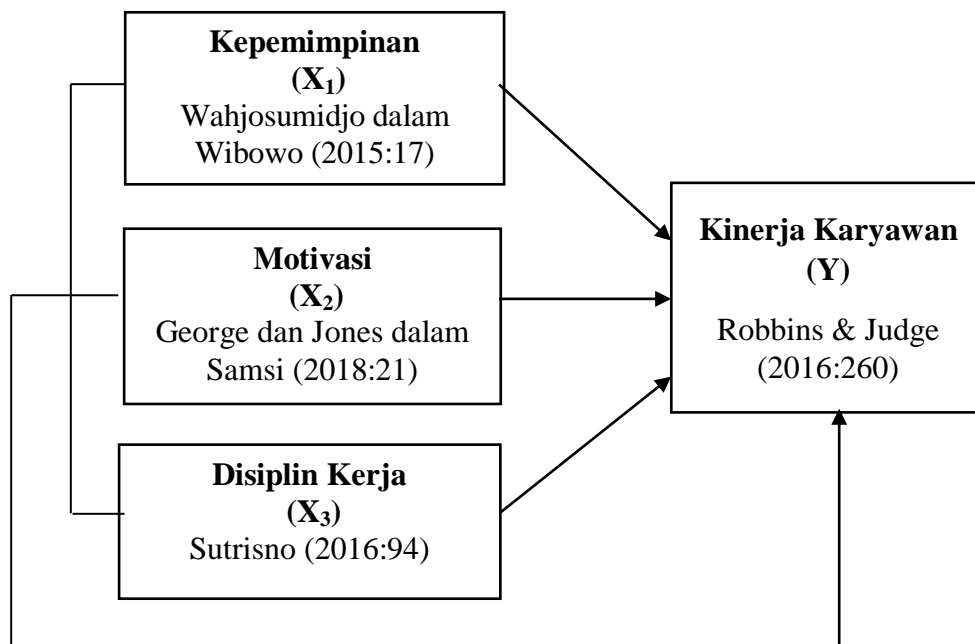 Kepemimpinan
(X₁)
Wahjosumidjo dalam
Wibowo (2015:17)
Motivasi
(X₂)
George dan Jones dalam
Samsi (2018:21)
Disiplin Kerja
(X₃)
Sutrisno (2016:94)
Kinerja Karyawan
(Y)
Robbins & Judge
(2016:260)